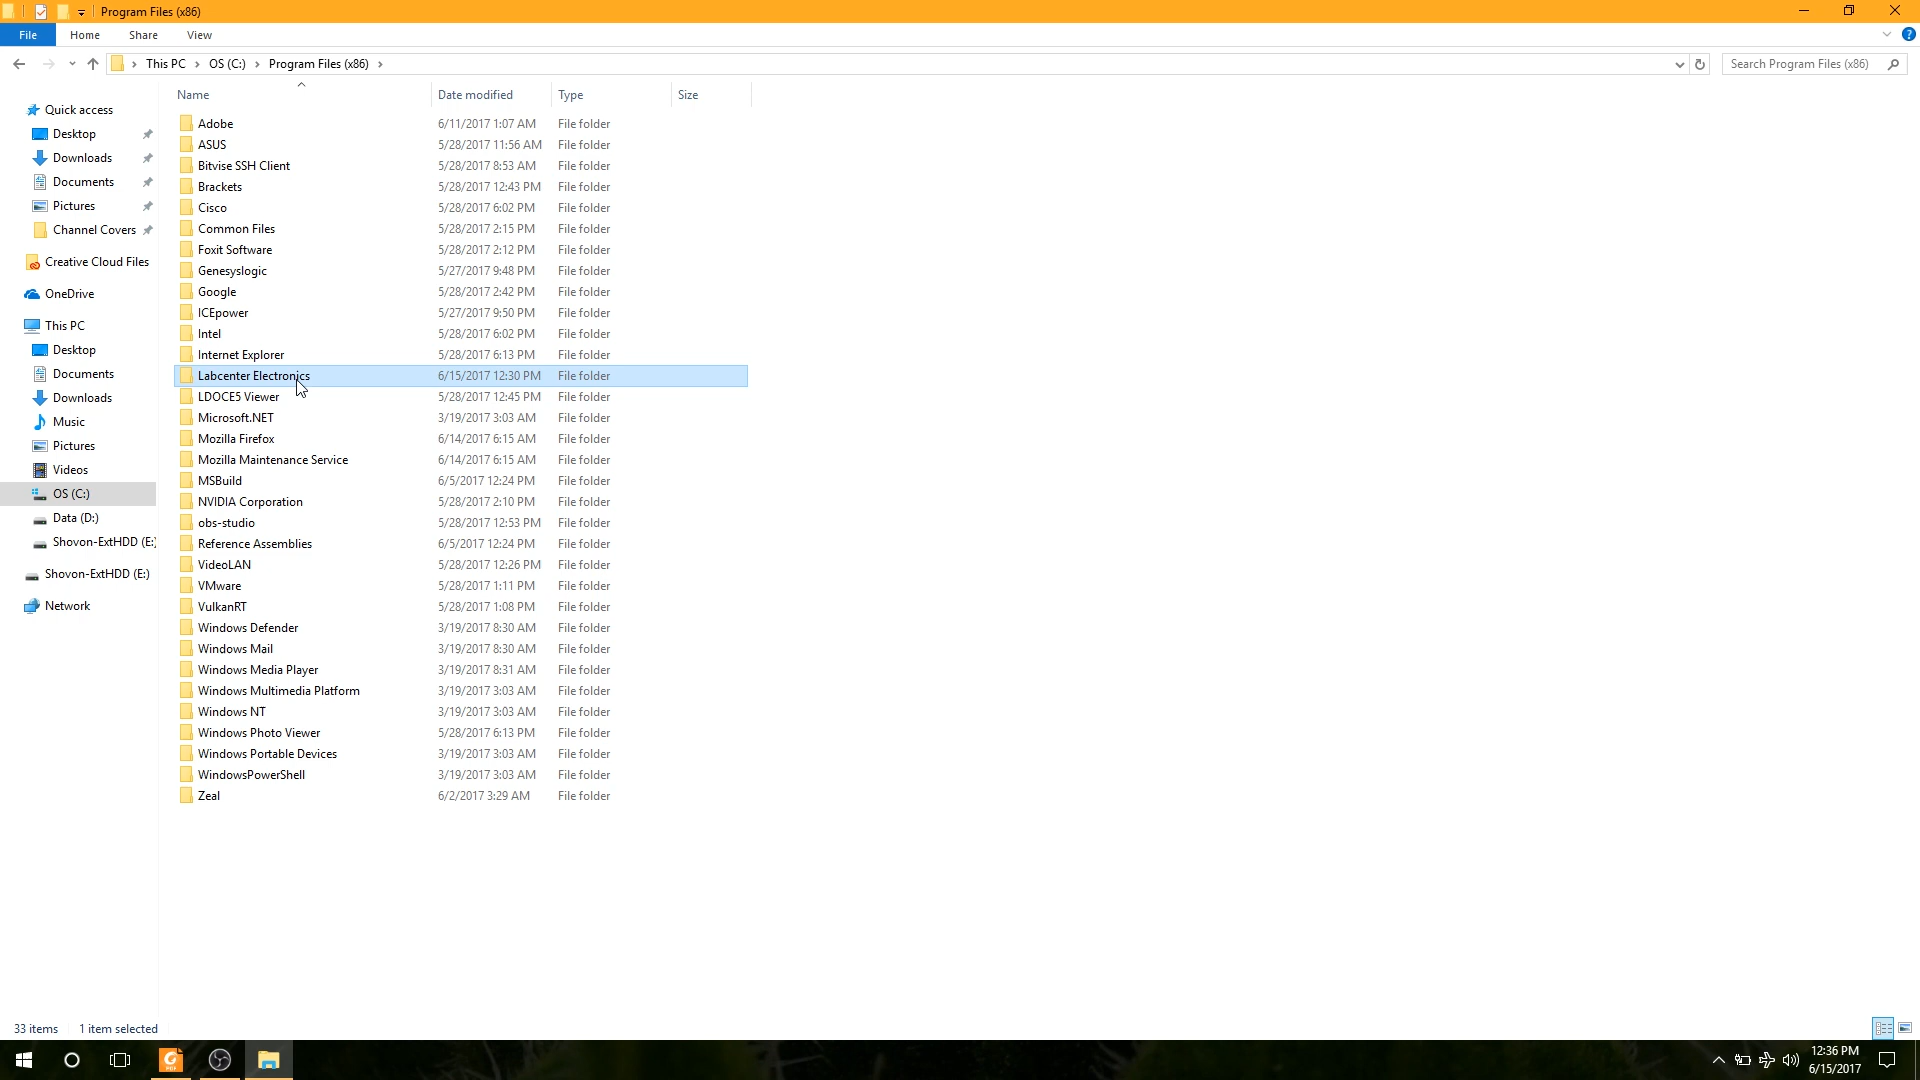 Program Files (x86)
File Home Share View
This PC OS (C:) Program Files (x86)
Search Program Files (x86)
Name Date modified Type Size
Quick access
Desktop
Downloads
Documents
Pictures
Channel Covers
Creative Cloud Files
OneDrive
This PC
Desktop
Documents
Downloads
Music
Pictures
Videos
OS (C:)
Data (D:)
Shovon-ExtHDD (E:)
Shovon-ExtHDD (E:)
Network
Adobe 6/11/2017 1:07 AM File folder
ASUS 5/28/2017 11:56 AM File folder
Bitvise SSH Client 5/28/2017 8:53 AM File folder
Brackets 5/28/2017 12:43 PM File folder
Cisco 5/28/2017 6:02 PM File folder
Common Files 5/28/2017 2:15 PM File folder
Foxit Software 5/28/2017 2:12 PM File folder
Genesyslogic 5/27/2017 9:48 PM File folder
Google 5/28/2017 2:42 PM File folder
ICEpower 5/27/2017 9:50 PM File folder
Intel 5/28/2017 6:02 PM File folder
Internet Explorer 5/28/2017 6:13 PM File folder
Labcenter Electronics 6/15/2017 12:30 PM File folder
LDOCE5 Viewer 5/28/2017 12:45 PM File folder
Microsoft.NET 3/19/2017 3:03 AM File folder
Mozilla Firefox 6/14/2017 6:15 AM File folder
Mozilla Maintenance Service 6/14/2017 6:15 AM File folder
MSBuild 6/5/2017 12:24 PM File folder
NVIDIA Corporation 5/28/2017 2:10 PM File folder
obs-studio 5/28/2017 12:53 PM File folder
Reference Assemblies 6/5/2017 12:24 PM File folder
VideoLAN 5/28/2017 12:26 PM File folder
VMware 5/28/2017 1:11 PM File folder
VulkanRT 5/28/2017 1:08 PM File folder
Windows Defender 3/19/2017 8:30 AM File folder
Windows Mail 3/19/2017 8:30 AM File folder
Windows Media Player 3/19/2017 8:31 AM File folder
Windows Multimedia Platform 3/19/2017 3:03 AM File folder
Windows NT 3/19/2017 3:03 AM File folder
Windows Photo Viewer 5/28/2017 6:13 PM File folder
Windows Portable Devices 3/19/2017 3:03 AM File folder
WindowsPowerShell 3/19/2017 3:03 AM File folder
Zeal 6/2/2017 3:29 AM File folder
33 items 1 item selected
PDF
12:36 PM
6/15/2017